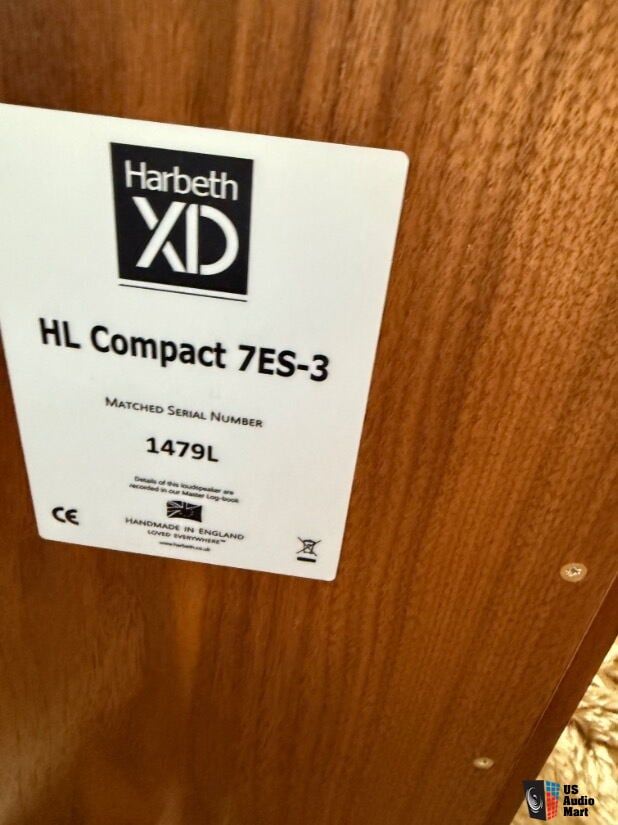 Harbeth
XD
HL Compact 7ES-3
MATCHED SERIAL NUMBER
1479L
Details of this loudspeaker are
recorded in our Master Log-book
CE
HANDMADE IN ENGLAND
LOVED EVERYWHERE™
www.harbeth.co.uk
US
Audio
Mart